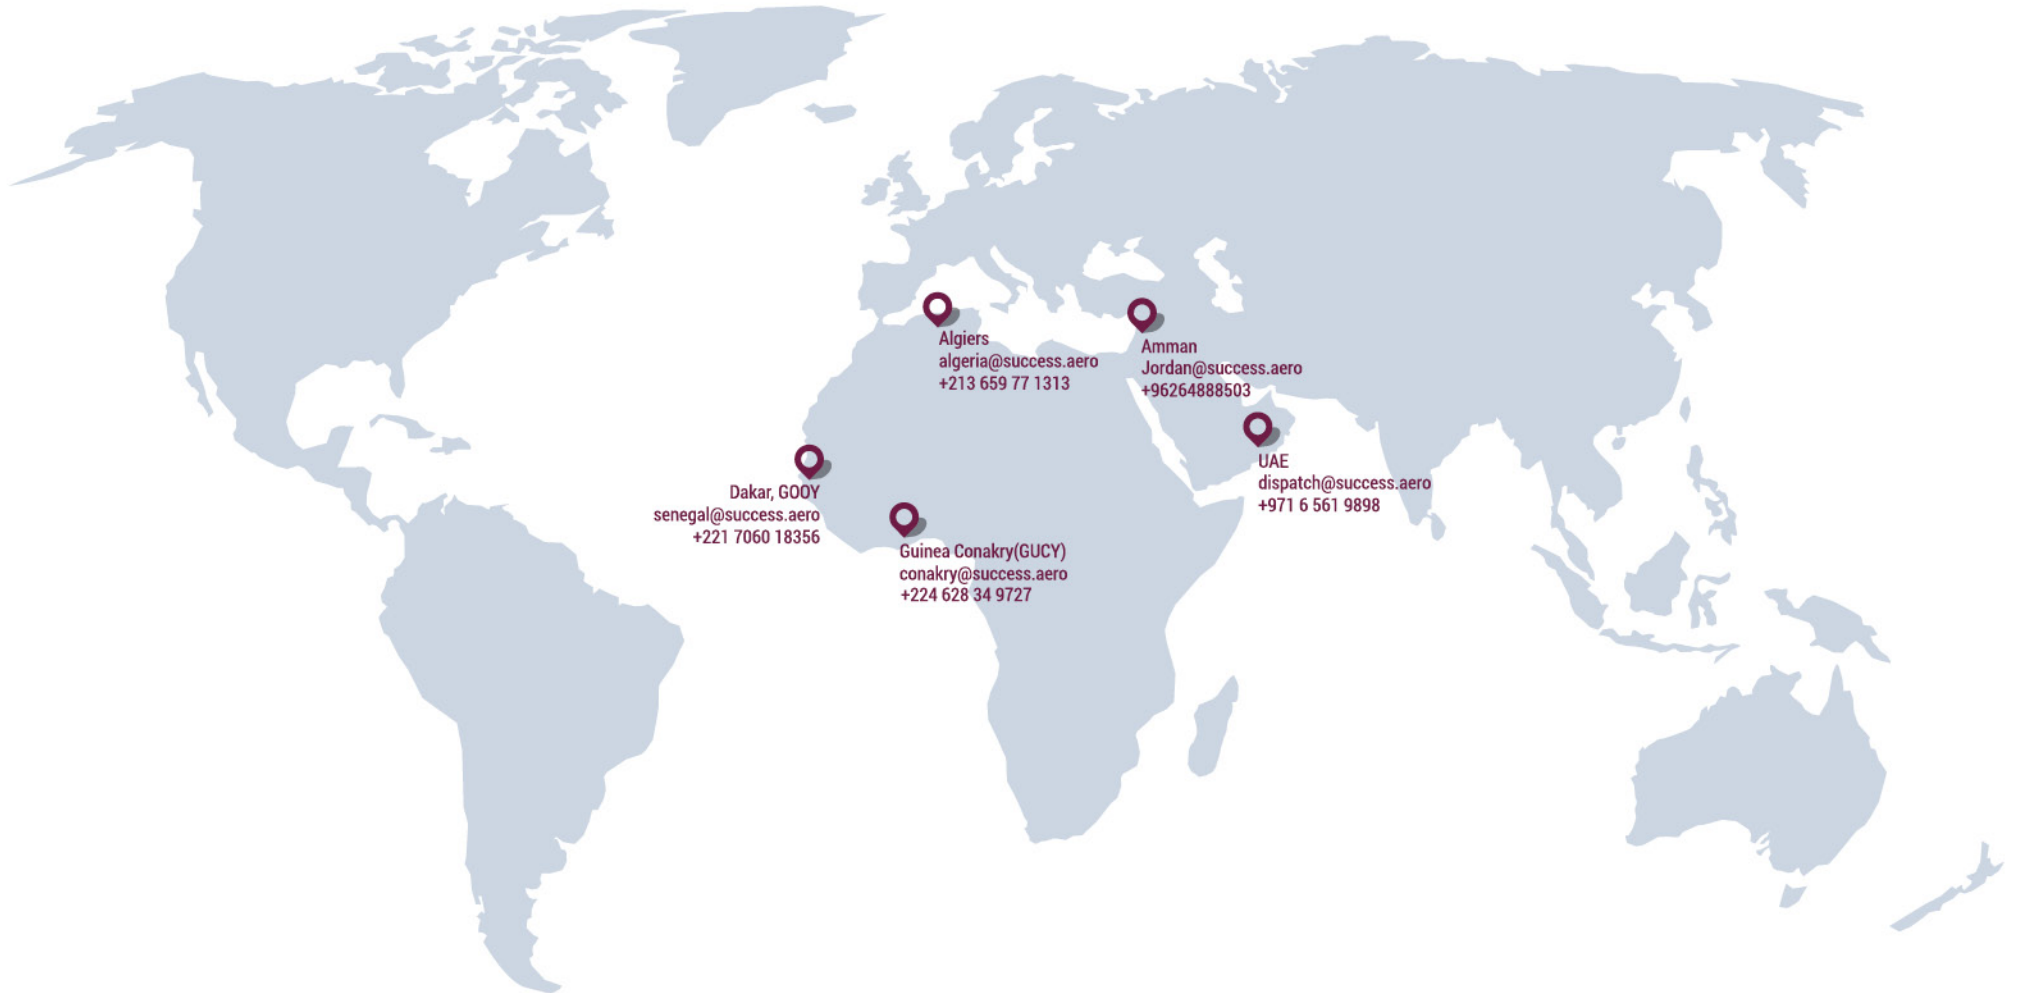 Algiers
algeria@success.aero
+213 659 77 1313
Amman
Jordan@success.aero
+96264888503
UAE
dispatch@success.aero
+971 6 561 9898
Dakar, GOOY
senegal@success.aero
+221 7060 18356
Guinea Conakry(GUCY)
conakry@success.aero
+224 628 34 9727